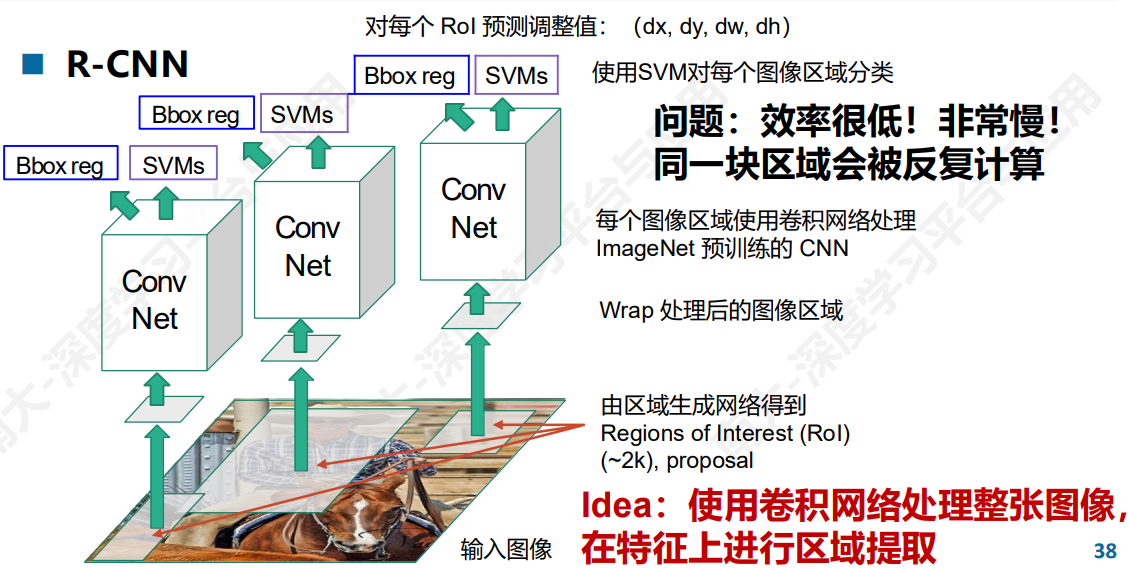 对每个 RoI 预测调整值：（dx, dy, dw, dh）
R-CNN
Bbox reg
SVMs
使用SVM对每个图像区域分类
Bbox reg
SVMs
问题：效率很低！非常慢！
同一块区域会被反复计算
Bbox reg
SVMs
Conv
Net
每个图像区域使用卷积网络处理
ImageNet 预训练的 CNN
Conv
Net
Conv
Net
Wrap 处理后的图像区域
由区域生成网络得到
Regions of Interest (RoI)
(~2k), proposal
Idea：使用卷积网络处理整张图像，
在特征上进行区域提取
输入图像
38